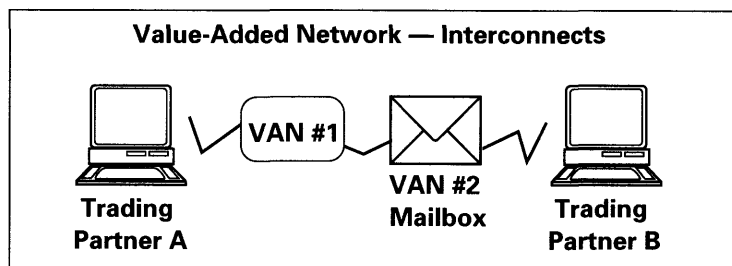 Value-Added Network — Interconnects
VAN #1
VAN #2
Mailbox
Trading
Partner A
Trading
Partner B